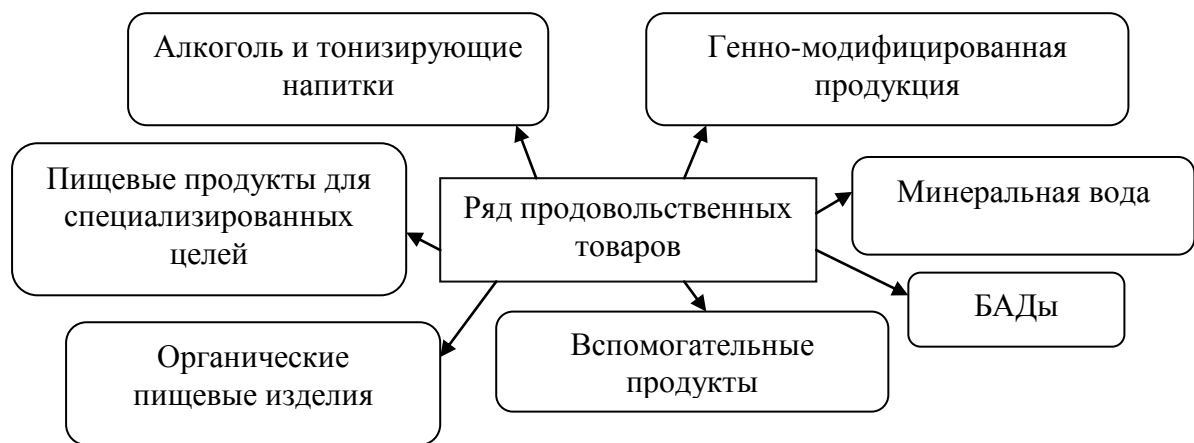 Алкоголь и тонизирующие
напитки
Генно-модифицированная
продукция
Пищевые продукты для
специализированных
целей
Ряд продовольственных
товаров
Минеральная вода
БАДы
Органические
пищевые изделия
Вспомогательные
продукты